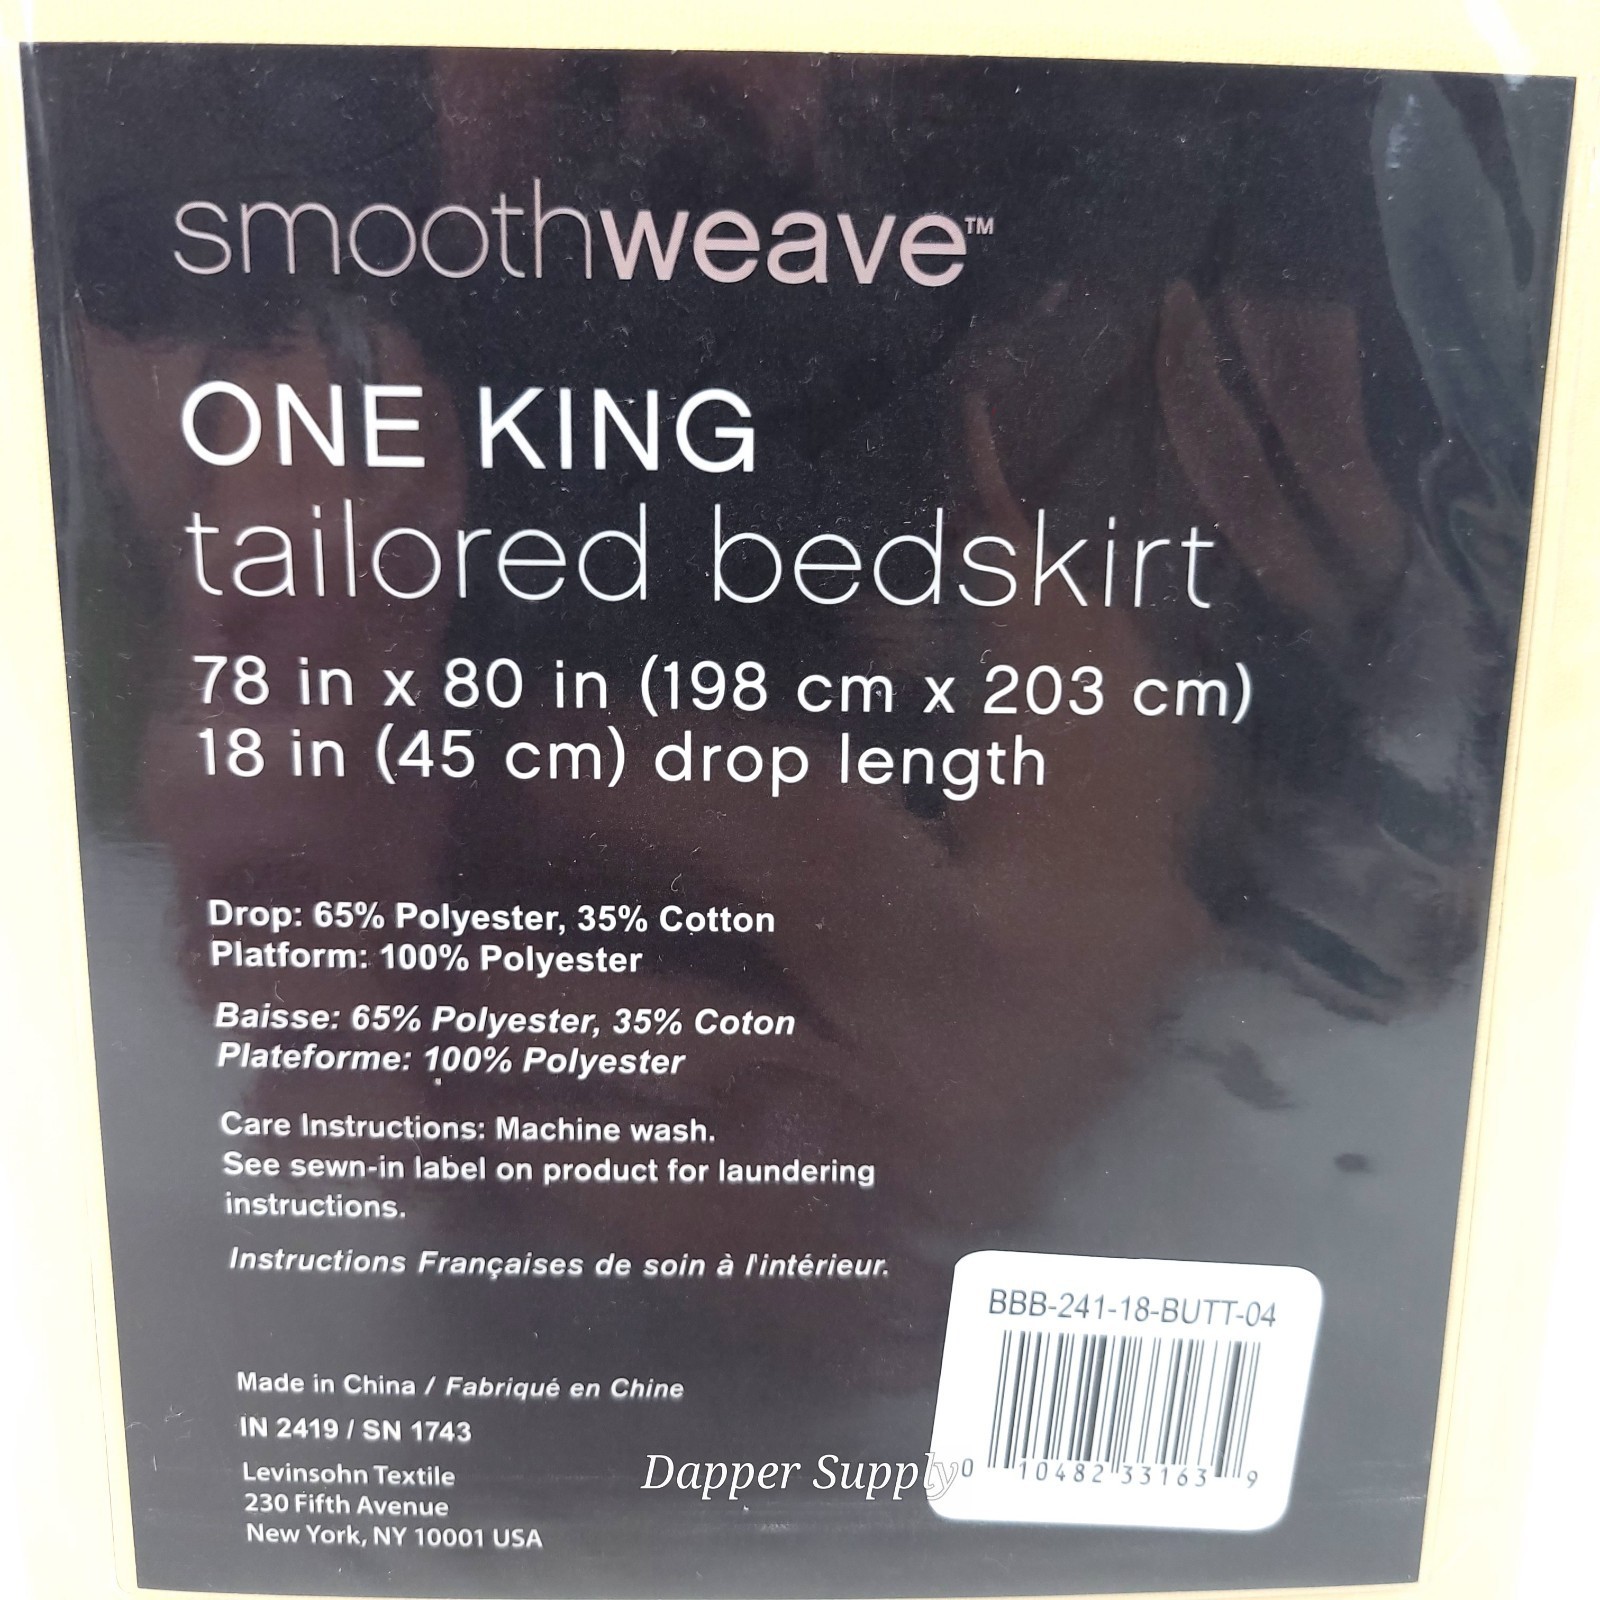 smoothweave™
ONE KING
tailored bedskirt
78 in x 80 in (198 cm x 203 cm)
18 in (45 cm) drop length
Drop: 65% Polyester, 35% Cotton
Platform: 100% Polyester
Baisse: 65% Polyester, 35% Coton
Plateforme: 100% Polyester
Care Instructions: Machine wash.
See sewn-in label on product for laundering
instructions.
Instructions Françaises de soin à l'intérieur.
Made in China / Fabriqué en Chine
IN 2419 / SN 1743
Levinsohn Textile
230 Fifth Avenue
New York, NY 10001 USA
BBB-241-18-BUTT-04
0 10482 33163 9
Dapper Supply